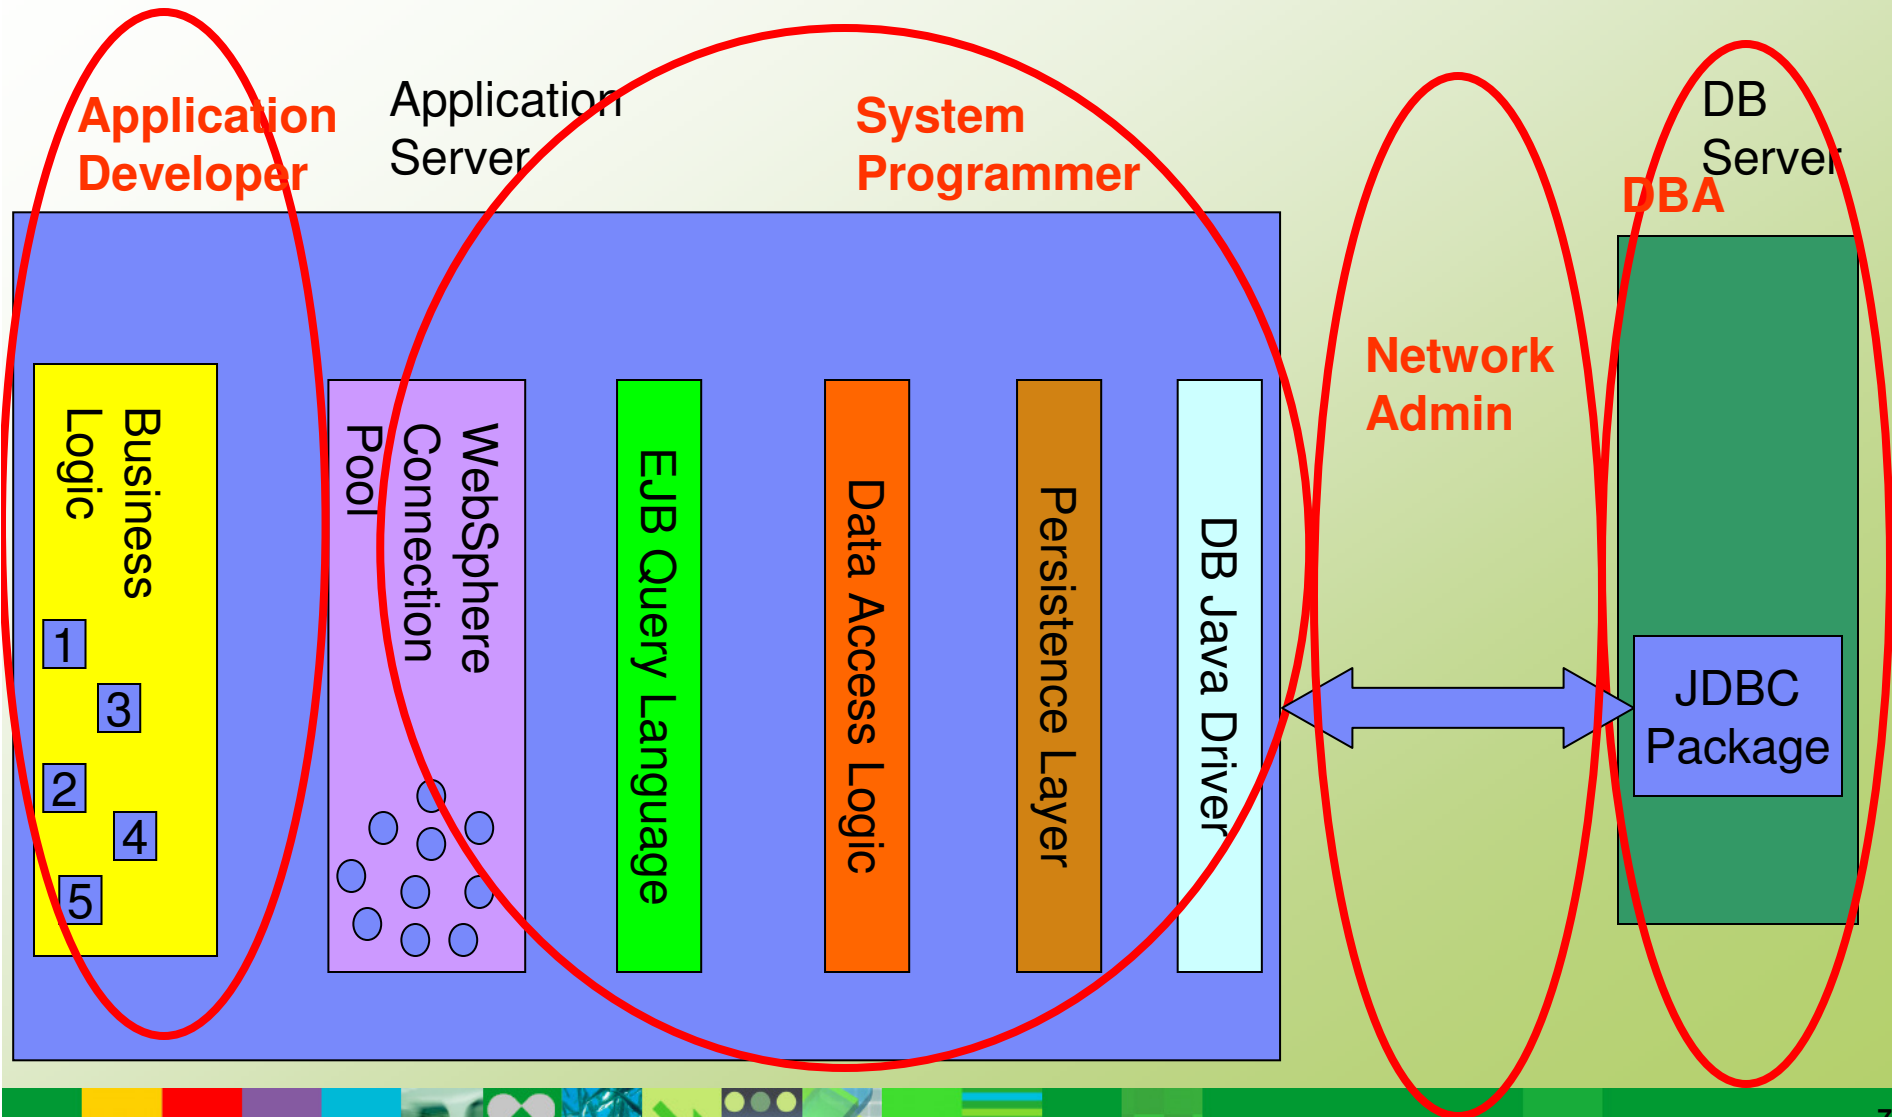 Application
Developer
Application
Server
System
Programmer
Network
Admin
DB
Server
DBA
Business
Logic
1
3
2
4
5
WebSphere
Connection
Pool
EJB Query Language
Data Access Logic
Persistence Layer
DB Java Driver
JDBC
Package